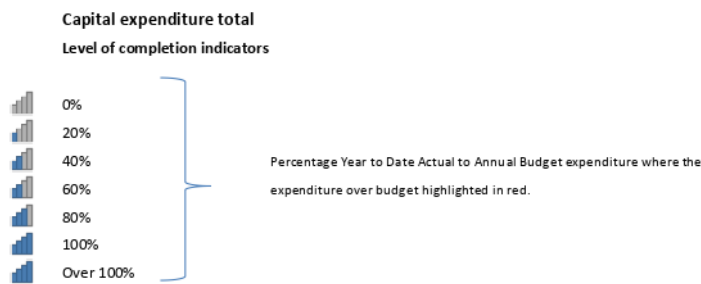 Capital expenditure total
Level of completion indicators
0%
20%
40%
60%
80%
100%
Over 100%
Percentage Year to Date Actual to Annual Budget expenditure where the
expenditure over budget highlighted in red.